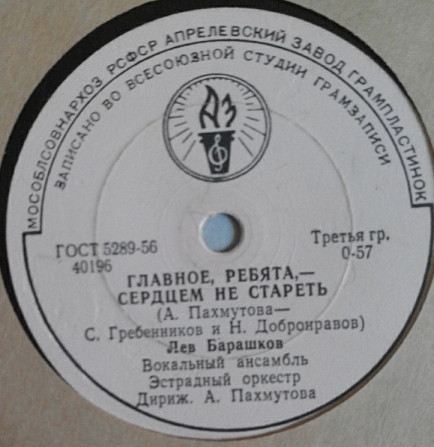 МОСОБЛСОВНАРХОЗ РСФСР АПРЕЛЕВСКИЙ ЗАВОД ГРАМПЛАСТИНОК
ЗАПИСАНО ВО ВСЕСОЮЗНОЙ СТУДИИ ГРАМЗАПИСИ
АЗ
ГОСТ 5289-56
40196
Третья гр.
0-57
ГЛАВНОЕ, РЕБЯТА,—
СЕРДЦЕМ НЕ СТАРЕТЬ
(А. Пахмутова—
С. Гребенников и Н. Добронравов)
Лев Барашков
Вокальный ансамбль
Эстрадный оркестр
Дириж. А. Пахмутова